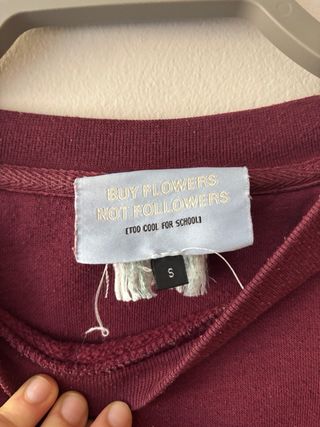 BUY FLOWERS
NOT FOLLOWERS
[TOO COOL FOR SCHOOL]
S